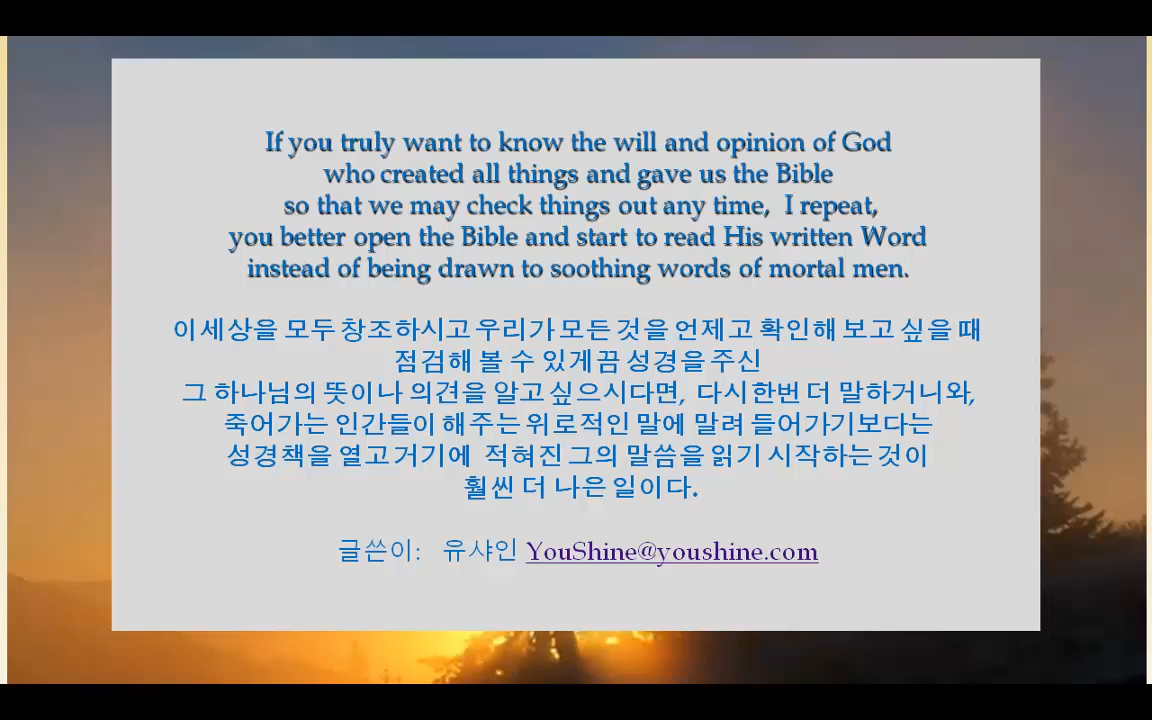 If you truly want to know the will and opinion of God
who created all things and gave us the Bible
so that we may check things out any time, I repeat,
you better open the Bible and start to read His written Word
instead of being drawn to soothing words of mortal men.
이세상을 모두 창조하시고 우리가 모든 것을 언제고 확인해 보고 싶을 때
점검해 볼 수 있게끔 성경을 주신
그 하나님의 뜻이나 의견을 알고 싶으시다면, 다시한번 더 말하거니와,
죽어가는 인간들이 해주는 위로적인 말에 말려 들어가기보다는
성경책을 열고 거기에 적혀진 그의 말씀을 읽기 시작하는 것이
훨씬 더 나은 일이다.
글쓴이: 유샤인 YouShine@youshine.com